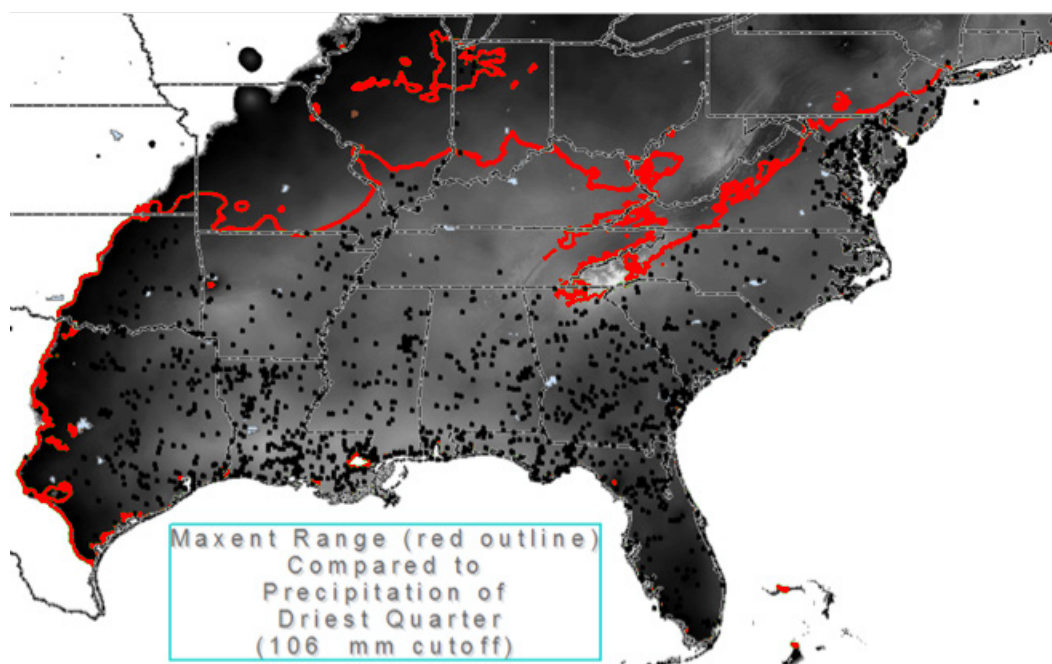 Maxent Range (red outline)
Compared to
Precipitation of
Driest Quarter
(106 mm cutoff)